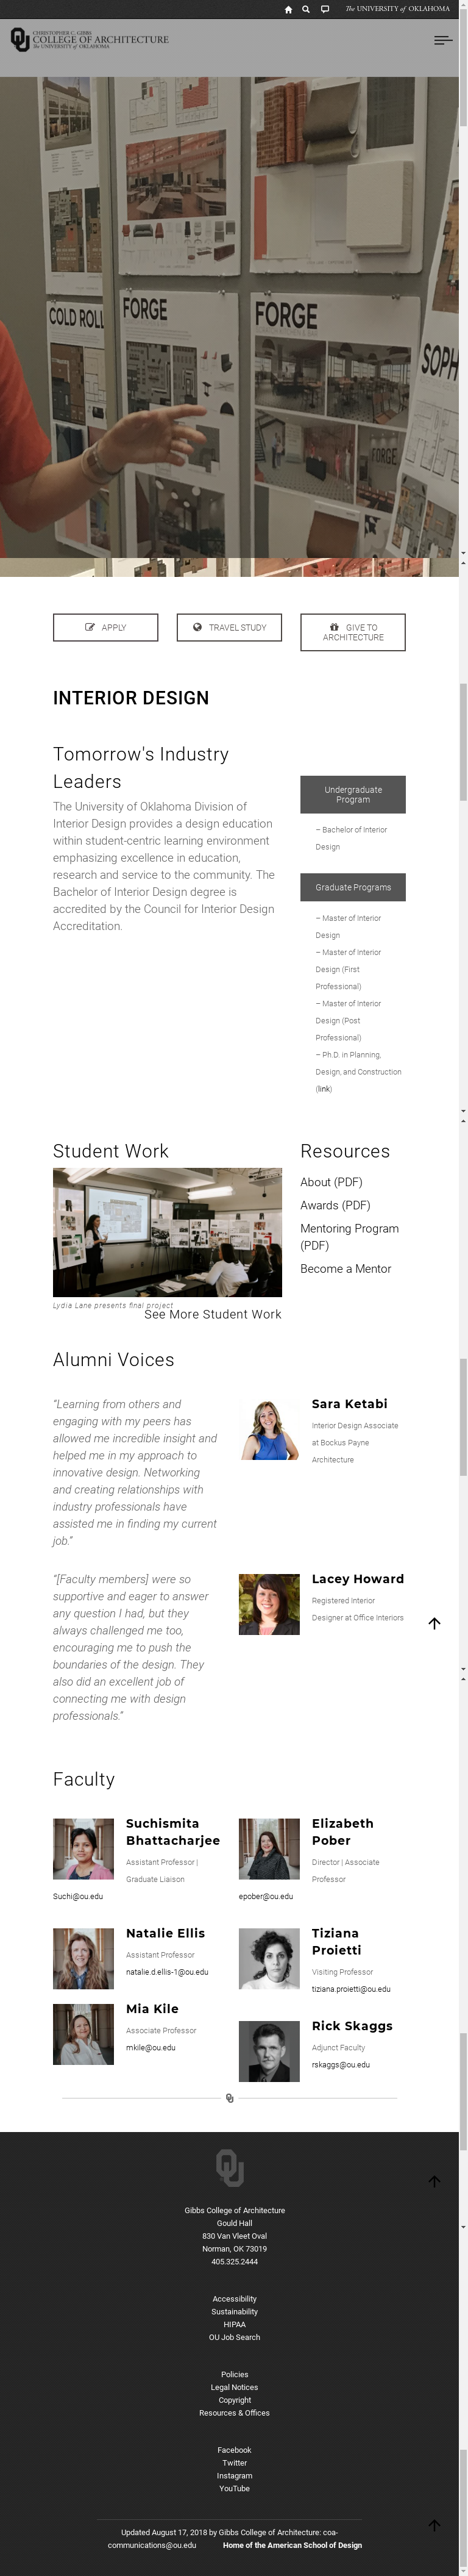 The UNIVERSITY of OKLAHOMA
CHRISTOPHER C. GIBBS
COLLEGE OF ARCHITECTURE
The UNIVERSITY of OKLAHOMA
COLD ROLL
FORGE
FORGE
SOPH
APPLY
TRAVEL STUDY
GIVE TO
ARCHITECTURE
INTERIOR DESIGN
Tomorrow's Industry
Leaders
The University of Oklahoma Division of
Interior Design provides a design education
within student-centric learning environment
emphasizing excellence in education,
research and service to the community. The
Bachelor of Interior Design degree is
accredited by the Council for Interior Design
Accreditation.
Undergraduate
Program
– Bachelor of Interior
Design
Graduate Programs
– Master of Interior
Design
– Master of Interior
Design (First
Professional)
– Master of Interior
Design (Post
Professional)
– Ph.D. in Planning,
Design, and Construction
(link)
Student Work
Lydia Lane presents final project
See More Student Work
Resources
About (PDF)
Awards (PDF)
Mentoring Program
(PDF)
Become a Mentor
Alumni Voices
“Learning from others and
engaging with my peers has
allowed me incredible insight and
helped me in my approach to
innovative design. Networking
and creating relationships with
industry professionals have
assisted me in finding my current
job.”
Sara Ketabi
Interior Design Associate
at Bockus Payne
Architecture
“[Faculty members] were so
supportive and eager to answer
any question I had, but they
always challenged me too,
encouraging me to push the
boundaries of the design. They
also did an excellent job of
connecting me with design
professionals.”
Lacey Howard
Registered Interior
Designer at Office Interiors
Faculty
Suchismita
Bhattacharjee
Assistant Professor |
Graduate Liaison
Suchi@ou.edu
Elizabeth
Pober
Director | Associate
Professor
epober@ou.edu
Natalie Ellis
Assistant Professor
natalie.d.ellis-1@ou.edu
Tiziana
Proietti
Visiting Professor
tiziana.proietti@ou.edu
Mia Kile
Associate Professor
mkile@ou.edu
Rick Skaggs
Adjunct Faculty
rskaggs@ou.edu
Gibbs College of Architecture
Gould Hall
830 Van Vleet Oval
Norman, OK 73019
405.325.2444
Accessibility
Sustainability
HIPAA
OU Job Search
Policies
Legal Notices
Copyright
Resources & Offices
Facebook
Twitter
Instagram
YouTube
Updated August 17, 2018 by Gibbs College of Architecture: coa-
communications@ou.edu Home of the American School of Design